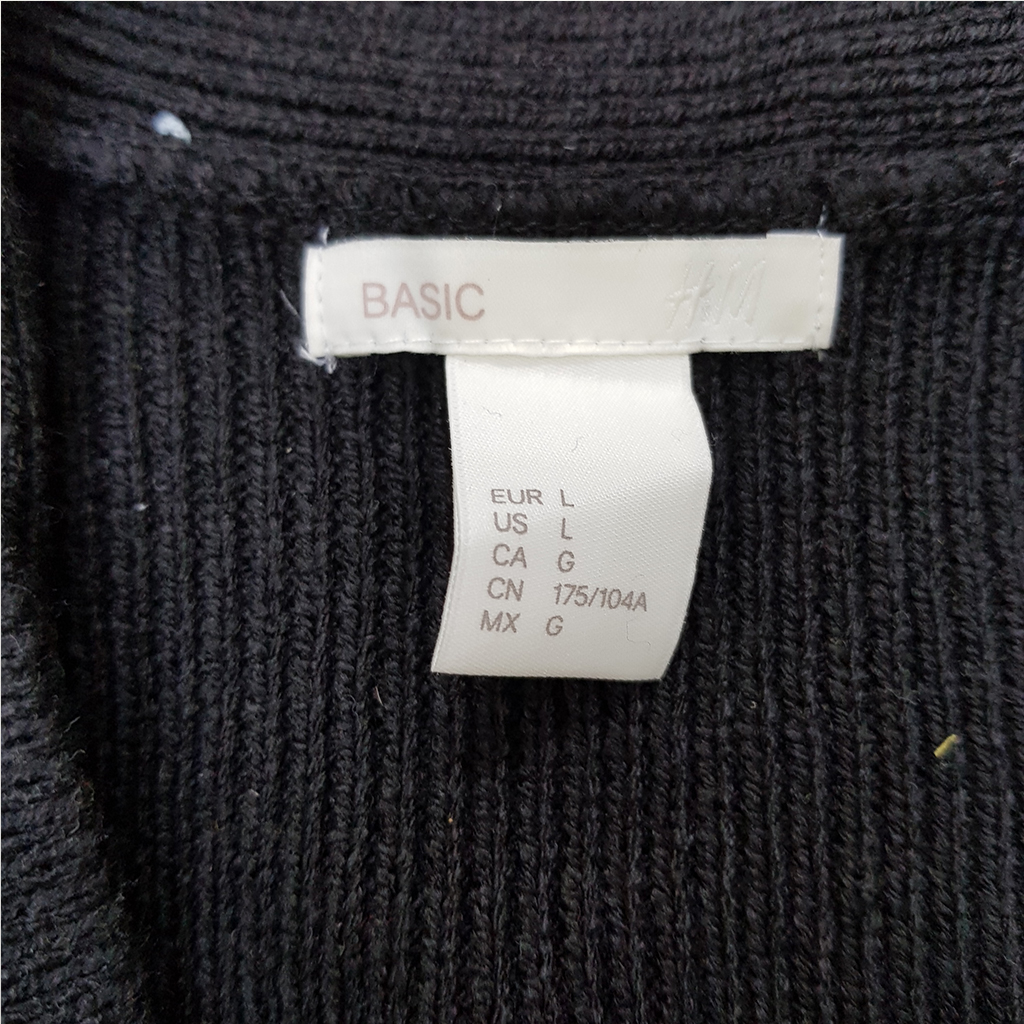 BASIC H&M
EUR L
US L
CA G
CN 175/104A
MX G